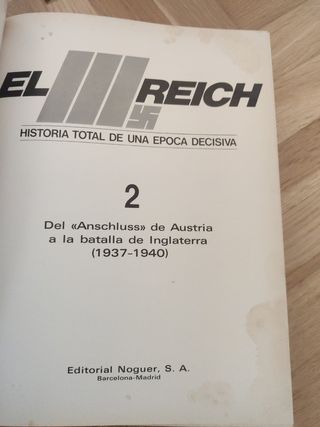 EL III REICH
HISTORIA TOTAL DE UNA EPOCA DECISIVA
2
Del «Anschluss» de Austria
a la batalla de Inglaterra
(1937-1940)
Editorial Noguer, S. A.
Barcelona-Madrid